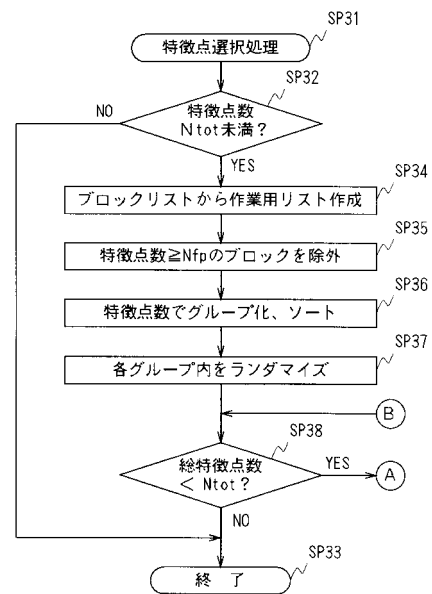 SP31
特徴点選択処理
SP32
特徴点数
Ntot未満?
NO
YES
SP34
ブロックリストから作業用リスト作成
SP35
特徴点数≧Nfpのブロックを除外
SP36
特徴点数でグループ化、ソート
SP37
各グループ内をランダマイズ
B
SP38
総特徴点数
< Ntot?
YES
A
NO
SP33
終 了